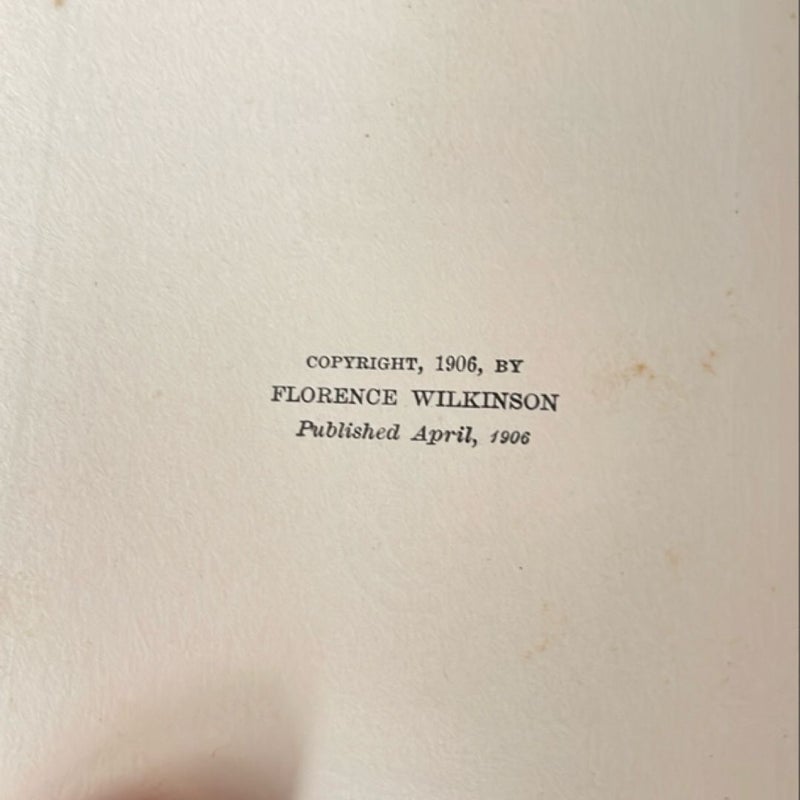 COPYRIGHT, 1906, BY
FLORENCE WILKINSON
Published April, 1906